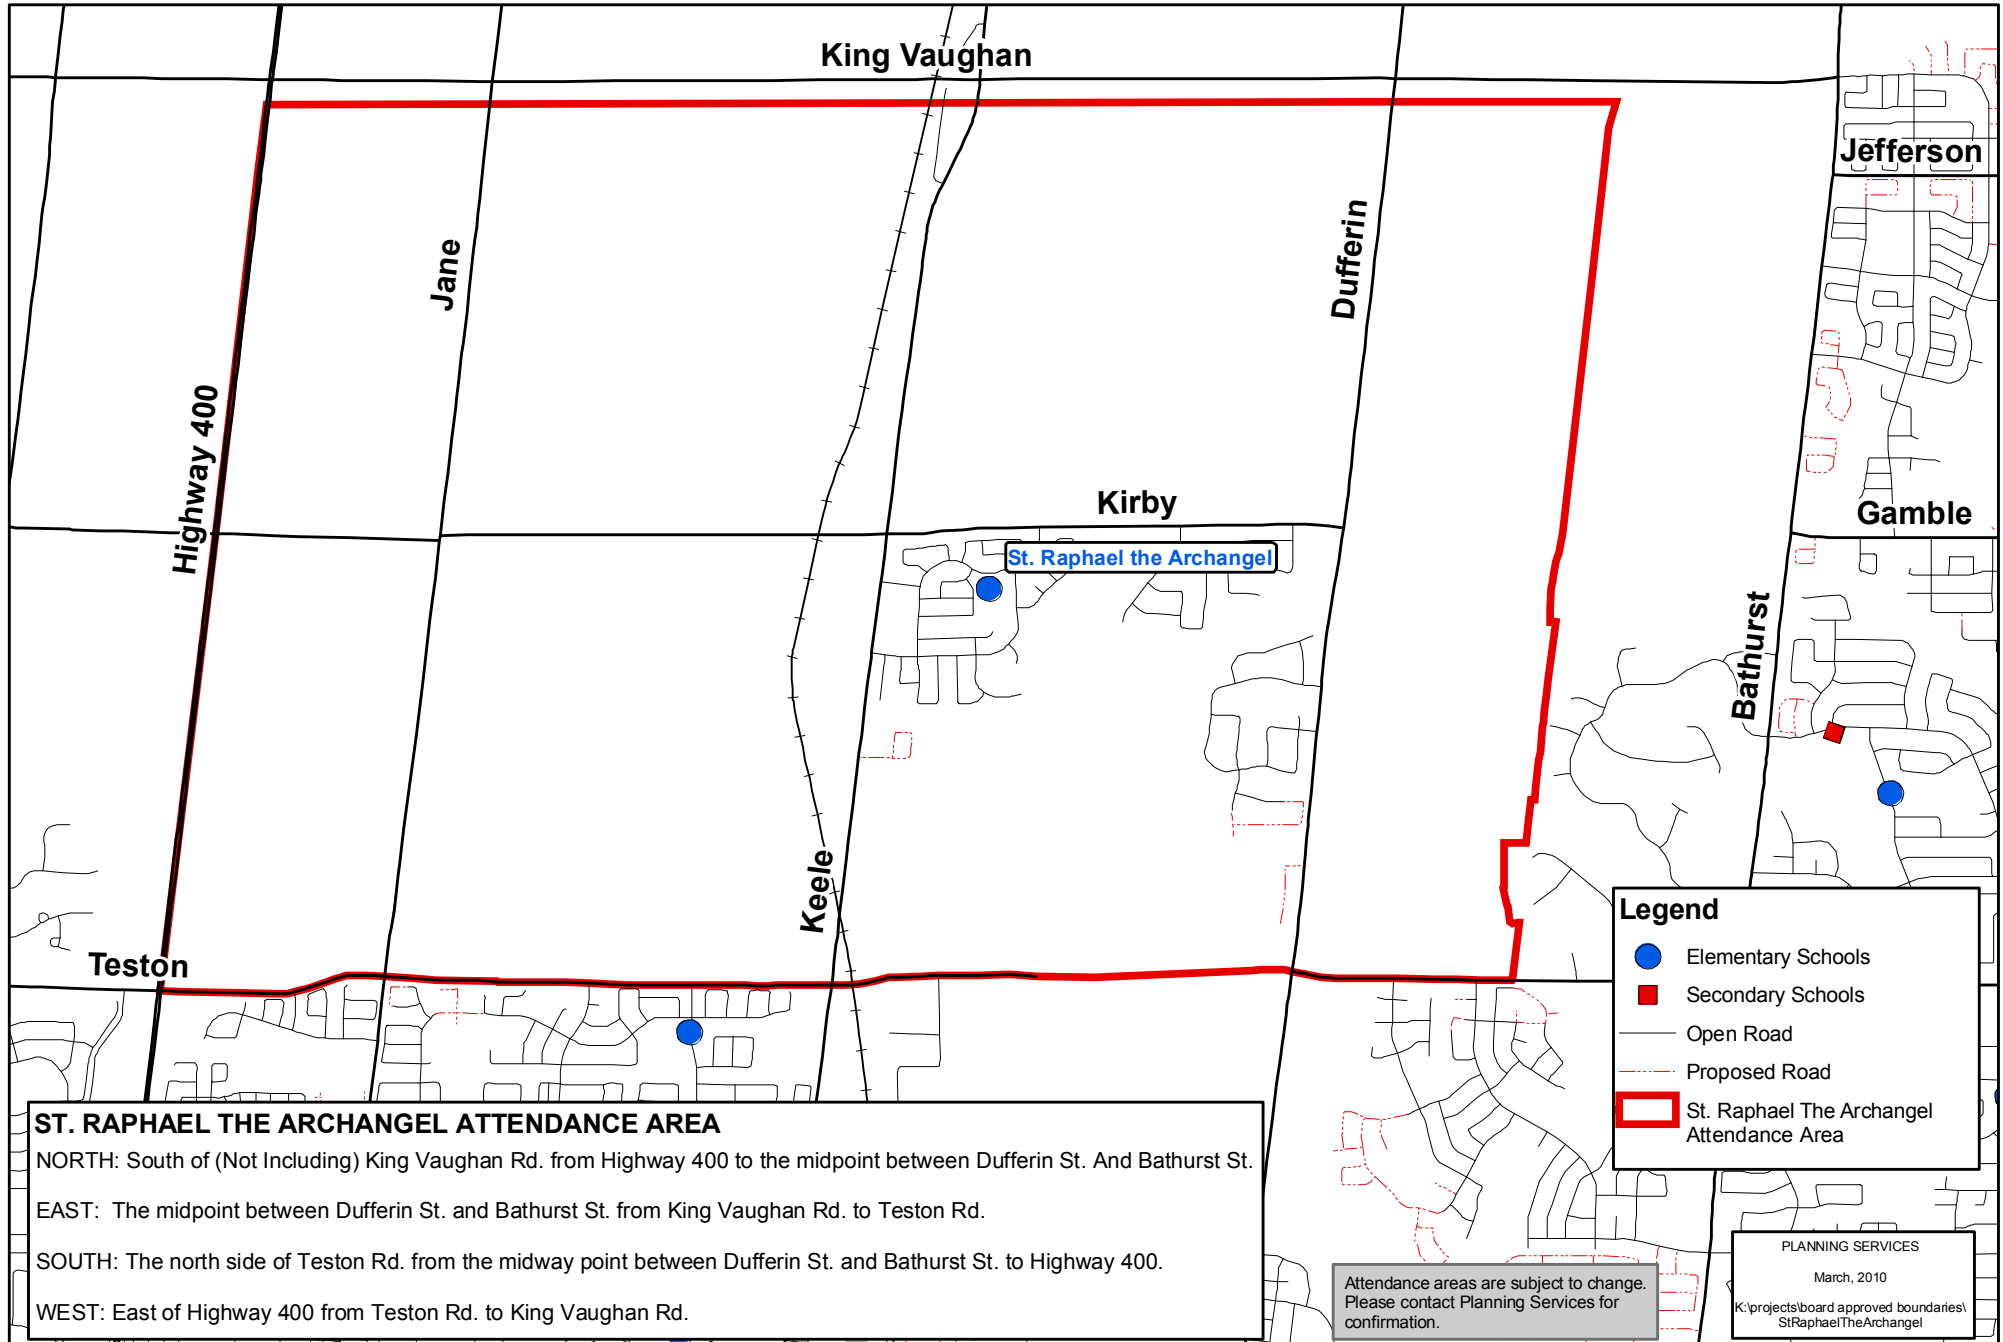 King Vaughan
Jefferson
Dufferin
Jane
Highway 400
Kirby
Gamble
St. Raphael the Archangel
Bathurst
Keele
Teston
Legend
Elementary Schools
Secondary Schools
Open Road
Proposed Road
St. Raphael The Archangel
Attendance Area
ST. RAPHAEL THE ARCHANGEL ATTENDANCE AREA
NORTH: South of (Not Including) King Vaughan Rd. from Highway 400 to the midpoint between Dufferin St. And Bathurst St.
EAST: The midpoint between Dufferin St. and Bathurst St. from King Vaughan Rd. to Teston Rd.
SOUTH: The north side of Teston Rd. from the midway point between Dufferin St. and Bathurst St. to Highway 400.
WEST: East of Highway 400 from Teston Rd. to King Vaughan Rd.
Attendance areas are subject to change.
Please contact Planning Services for
confirmation.
PLANNING SERVICES
March, 2010
K:\projects\board approved boundaries\
StRaphaelTheArchangel